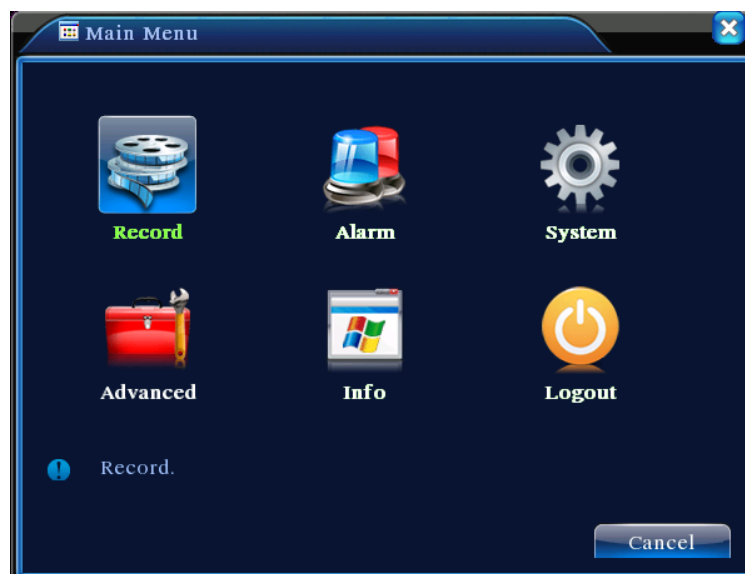 Main Menu
Record Alarm System
Advanced Info Logout
Record.
Cancel